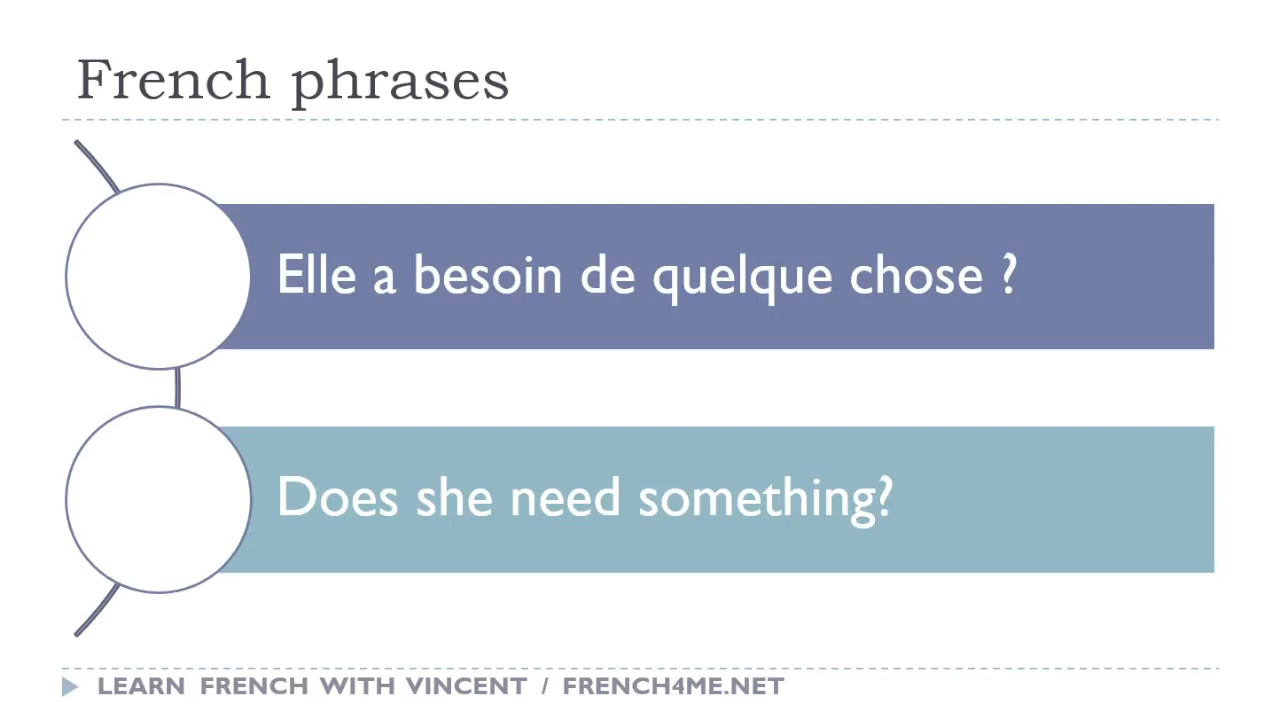 French phrases
Elle a besoin de quelque chose ?
Does she need something?
LEARN FRENCH WITH VINCENT / FRENCH4ME.NET